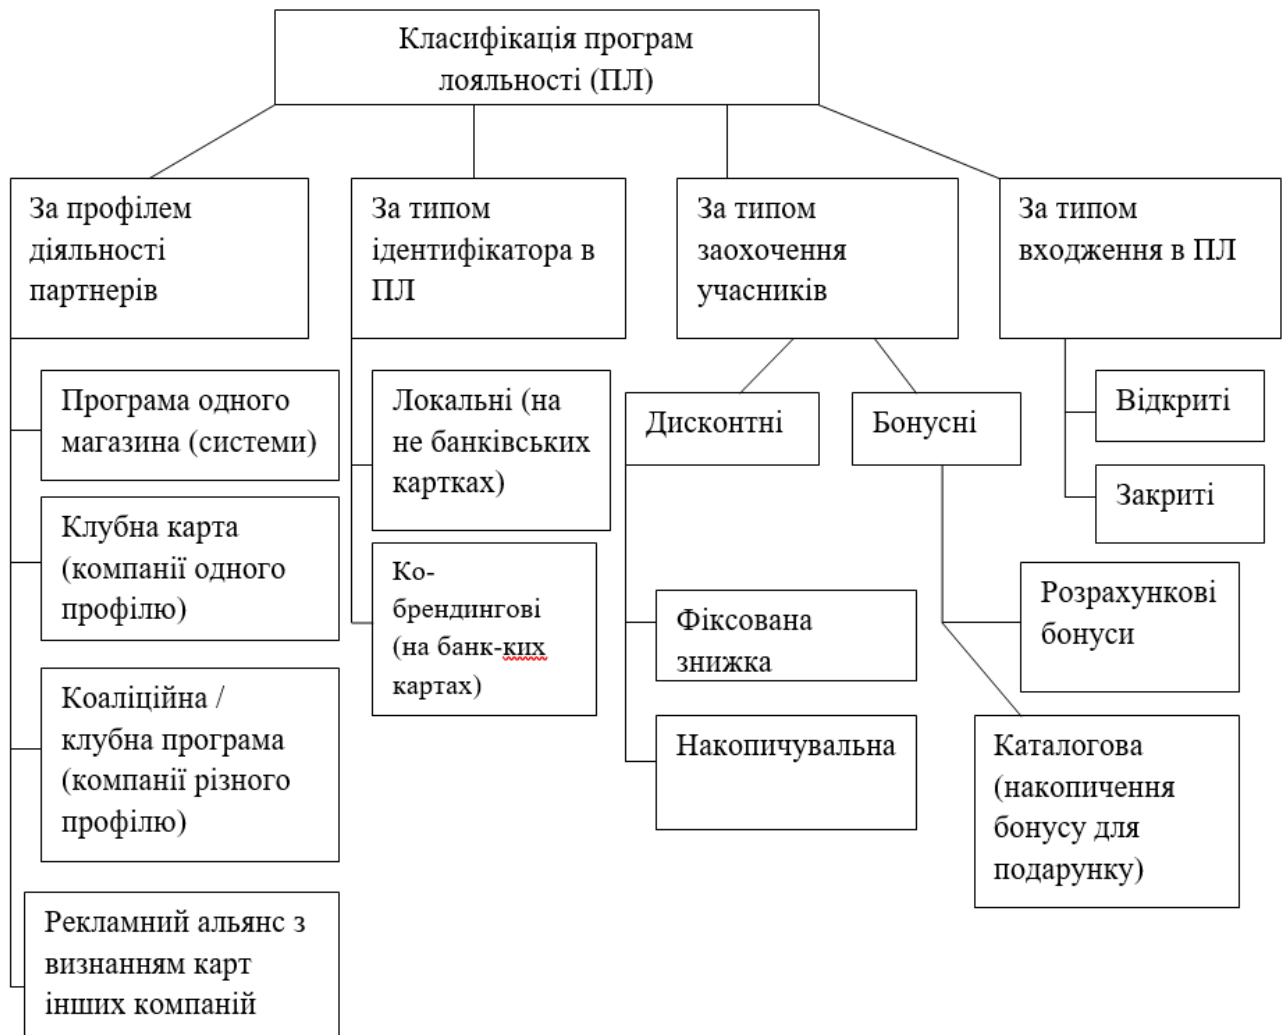 Класифікація програм
лояльності (ПЛ)
За профілем
діяльності
партнерів
За типом
ідентифікатора в
ПЛ
За типом
заохочення
учасників
За типом
входження в ПЛ
Програма одного
магазина (системи)
Клубна карта
(компанії одного
профілю)
Коаліційна /
клубна програма
(компанії різного
профілю)
Рекламний альянс з
визнанням карт
інших компаній
Локальні (на
не банківських
картках)
Ко-
брендингові
(на банк-ких
картах)
Дисконтні
Фіксована
знижка
Накопичувальна
Бонусні
Розрахункові
бонуси
Каталогова
(накопичення
бонусу для
подарунку)
Відкриті
Закриті